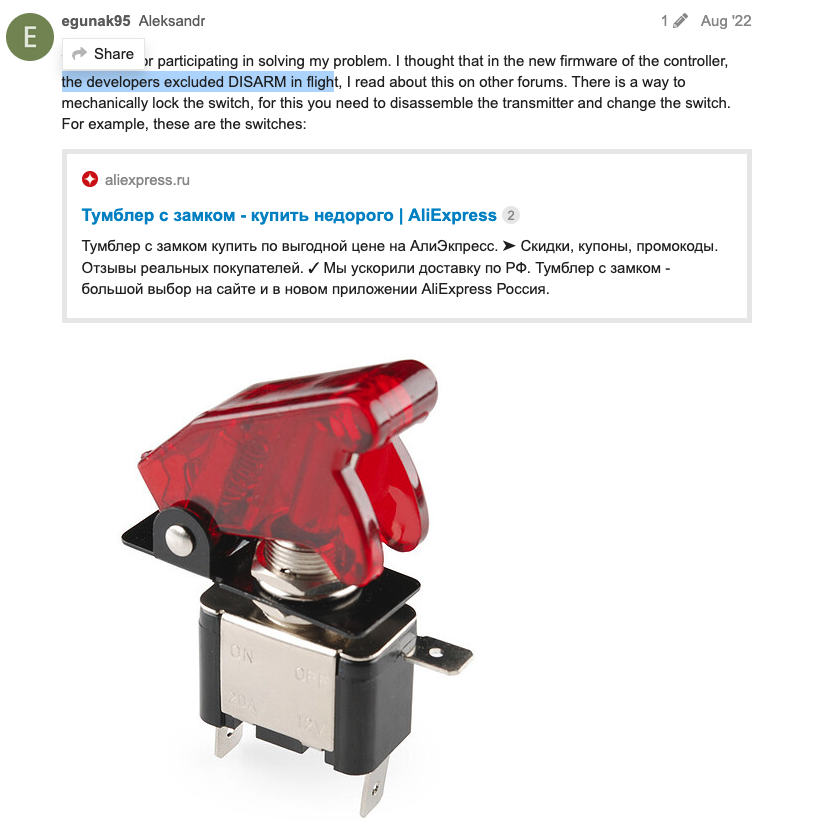 E
egunak95 Aleksandr
1 Aug '22
Share
or participating in solving my problem. I thought that in the new firmware of the controller,
the developers excluded DISARM in flight, I read about this on other forums. There is a way to
mechanically lock the switch, for this you need to disassemble the transmitter and change the switch.
For example, these are the switches:
aliexpress.ru
Тумблер с замком - купить недорого | AliExpress 2
Тумблер с замком купить по выгодной цене на АлиЭкпресс. ➤ Скидки, купоны, промокоды.
Отзывы реальных покупателей. ✓ Мы ускорили доставку по РФ. Тумблер с замком -
большой выбор на сайте и в новом приложении AliExpress Россия.
ON OFF
20A 12V